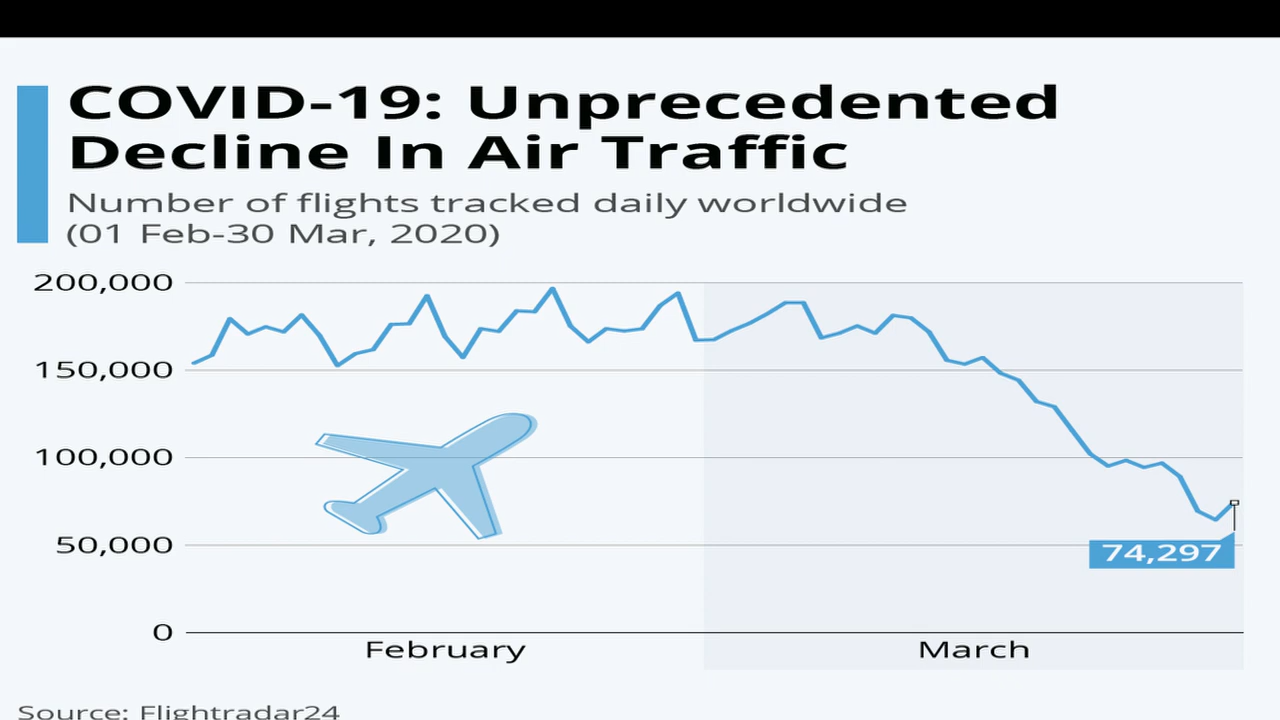 COVID-19: Unprecedented
Decline In Air Traffic
Number of flights tracked daily worldwide
(01 Feb-30 Mar, 2020)
200,000
150,000
100,000
50,000
74,297
0
February March
Source: Flightradar24